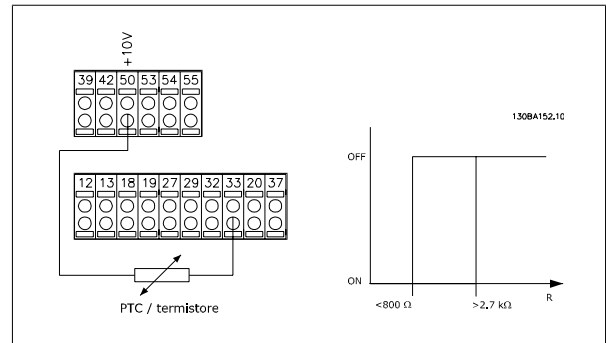 +10V
39 42 50 53 54 55
130BA152.10
OFF
12 13 18 19 27 29 32 33 20 37
ON
R
<800 Ω >2.7 kΩ
PTC / termistore